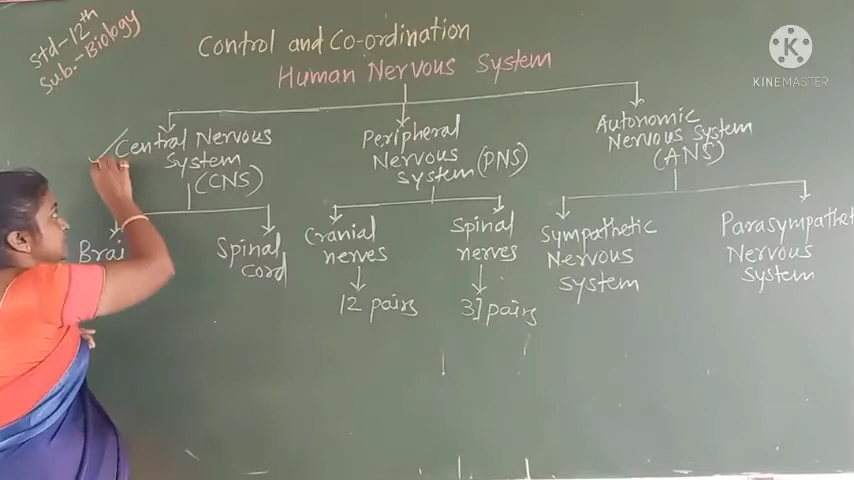 Std-12th
Sub.-Biology
Control and Co-ordination
Human Nervous System
Central Nervous
System
(CNS)
Brai
Spinal
cord
Peripheral
Nervous
System (PNS)
Cranial
nerves
12 pairs
Spinal
nerves
31 pairs
Autonomic
Nervous System
(ANS)
Sympathetic
Nervous
System
Parasympathet
Nervous
System
K
KINEMASTER